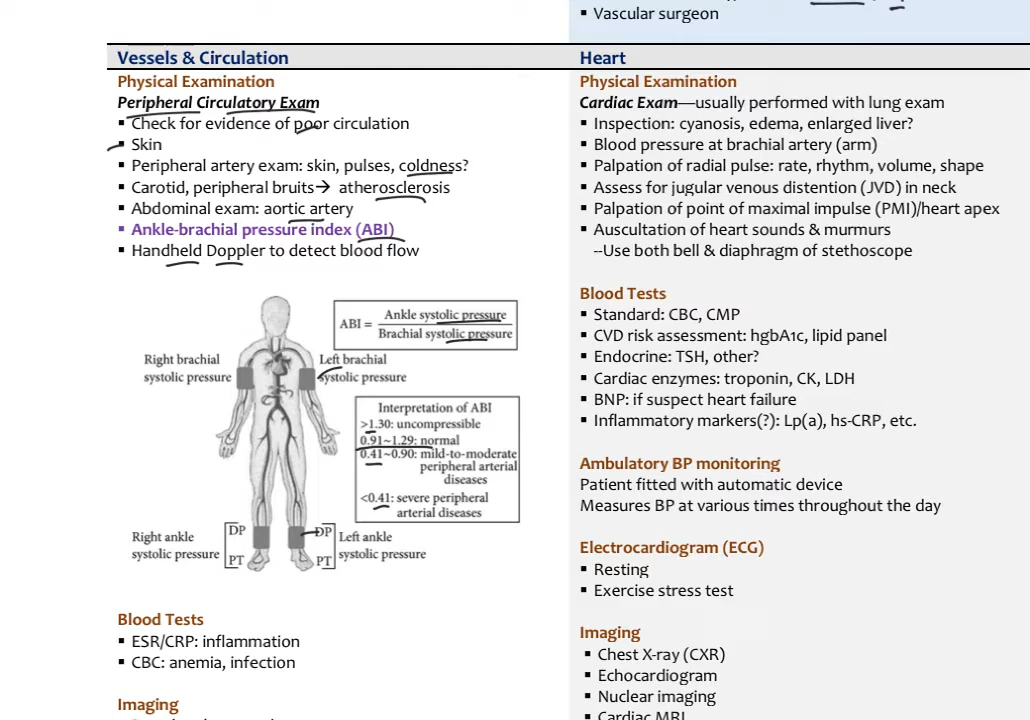 ▪ Vascular surgeon
Vessels & Circulation
Physical Examination
Peripheral Circulatory Exam
▪ Check for evidence of poor circulation
▪ Skin
▪ Peripheral artery exam: skin, pulses, coldness?
▪ Carotid, peripheral bruits→ atherosclerosis
▪ Abdominal exam: aortic artery
▪ Ankle-brachial pressure index (ABI)
▪ Handheld Doppler to detect blood flow
ABI =
Ankle systolic pressure
Brachial systolic pressure
Right brachial
systolic pressure
Left brachial
systolic pressure
Interpretation of ABI
>1.30: uncompressible
0.91~1.29: normal
0.41~0.90: mild-to-moderate
peripheral arterial
diseases
<0.41: severe peripheral
arterial diseases
Right ankle
systolic pressure
DP
PT
DP
PT
Left ankle
systolic pressure
Blood Tests
▪ ESR/CRP: inflammation
▪ CBC: anemia, infection
Imaging
Heart
Physical Examination
Cardiac Exam—usually performed with lung exam
▪ Inspection: cyanosis, edema, enlarged liver?
▪ Blood pressure at brachial artery (arm)
▪ Palpation of radial pulse: rate, rhythm, volume, shape
▪ Assess for jugular venous distention (JVD) in neck
▪ Palpation of point of maximal impulse (PMI)/heart apex
▪ Auscultation of heart sounds & murmurs
--Use both bell & diaphragm of stethoscope
Blood Tests
▪ Standard: CBC, CMP
▪ CVD risk assessment: hgbA1c, lipid panel
▪ Endocrine: TSH, other?
▪ Cardiac enzymes: troponin, CK, LDH
▪ BNP: if suspect heart failure
▪ Inflammatory markers(?): Lp(a), hs-CRP, etc.
Ambulatory BP monitoring
Patient fitted with automatic device
Measures BP at various times throughout the day
Electrocardiogram (ECG)
▪ Resting
▪ Exercise stress test
Imaging
▪ Chest X-ray (CXR)
▪ Echocardiogram
▪ Nuclear imaging
▪ Cardiac MRI